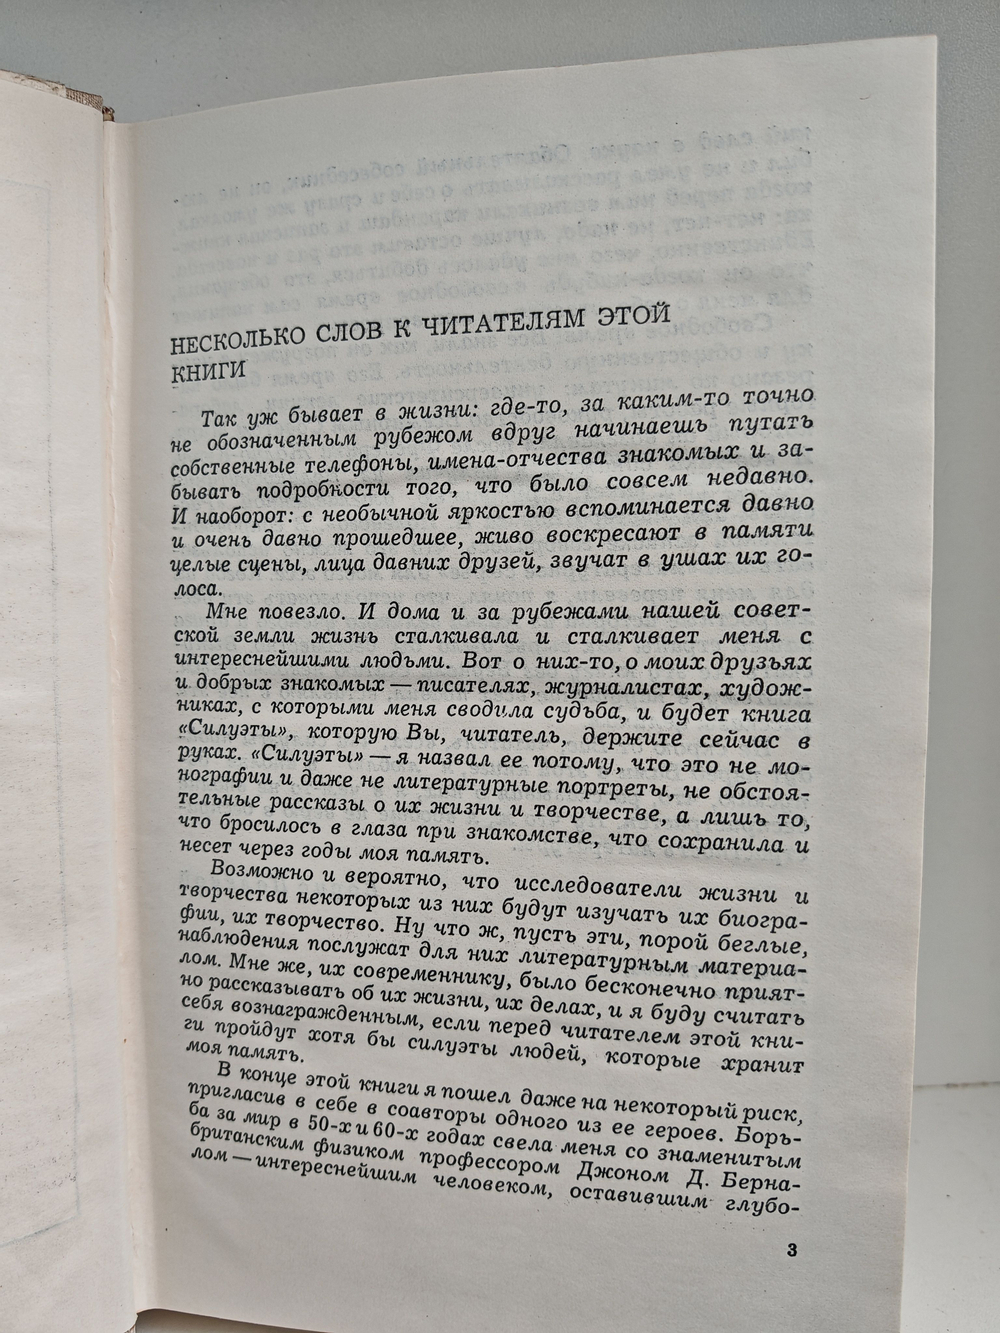 НЕСКОЛЬКО СЛОВ К ЧИТАТЕЛЯМ ЭТОЙ
КНИГИ
Так уж бывает в жизни: где-то, за каким-то точно
не обозначенным рубежом вдруг начинаешь путать
собственные телефоны, имена-отчества знакомых и за-
бывать подробности того, что было совсем недавно.
И наоборот: с необычной яркостью вспоминается давно
и очень давно прошедшее, живо воскресают в памяти
целые сцены, лица давних друзей, звучат в ушах их го-
лоса.
Мне повезло. И дома и за рубежами нашей совет-
ской земли жизнь сталкивала и сталкивает меня с
интереснейшими людьми. Вот о них-то, о моих друзьях
и добрых знакомых — писателях, журналистах, худож-
никах, с которыми меня сводила судьба, и будет книга
«Силуэты», которую Вы, читатель, держите сейчас в
руках. «Силуэты» — я назвал ее потому, что это не мо-
нографии и даже не литературные портреты, не обстоя-
тельные рассказы о их жизни и творчестве, а лишь то,
что бросилось в глаза при знакомстве, что сохранила и
несет через годы моя память.
Возможно и вероятно, что исследователи жизни и
творчества некоторых из них будут изучать их биогра-
фии, их творчество. Ну что ж, пусть эти, порой беглые,
наблюдения послужат для них литературным материа-
лом. Мне же, их современнику, было бесконечно прият-
но рассказывать об их жизни, их делах, и я буду считать
себя вознагражденным, если перед читателем этой кни-
ги пройдут хотя бы силуэты людей, которые хранит
моя память.
В конце этой книги я пошел даже на некоторый риск,
пригласив в себе в соавторы одного из ее героев. Борь-
ба за мир в 50-х и 60-х годах свела меня со знаменитым
британским физиком профессором Джоном Д. Берна-
лом — интереснейшим человеком, оставившим глубо-
3